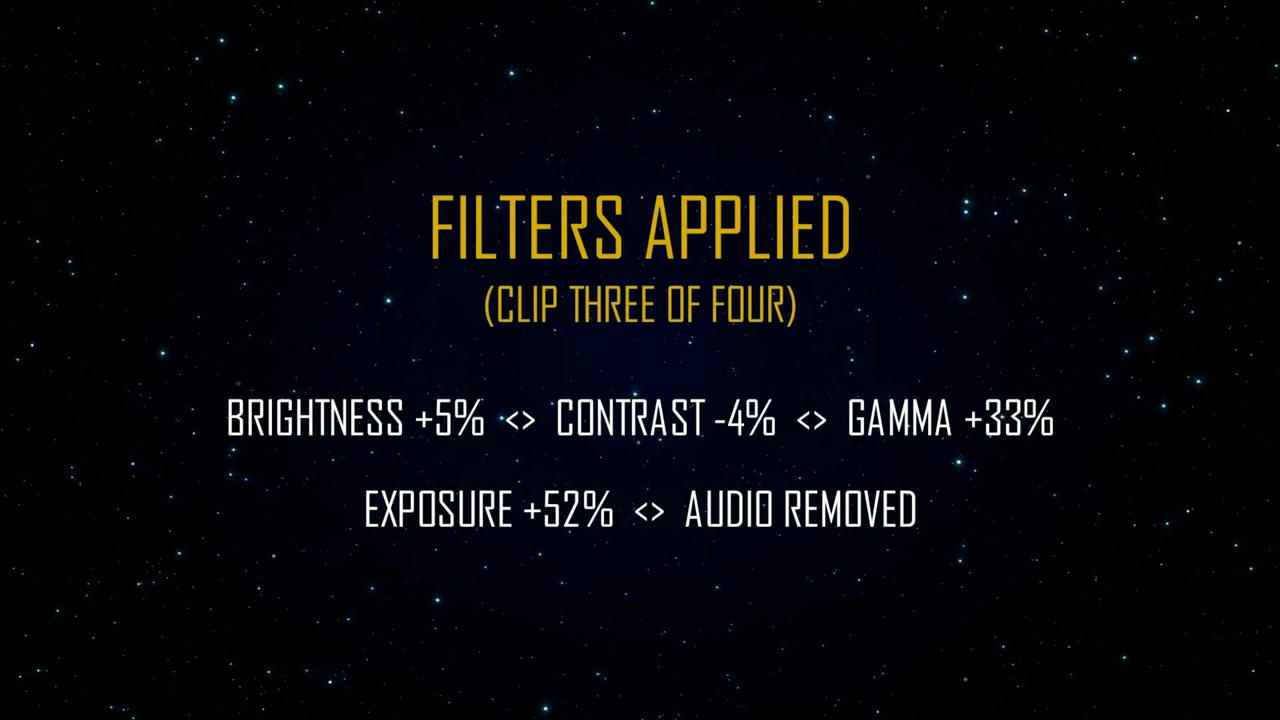 FILTERS APPLIED
(CLIP THREE OF FOUR)
BRIGHTNESS +5% <> CONTRAST -4% <> GAMMA +33%
EXPOSURE +52% <> AUDIO REMOVED